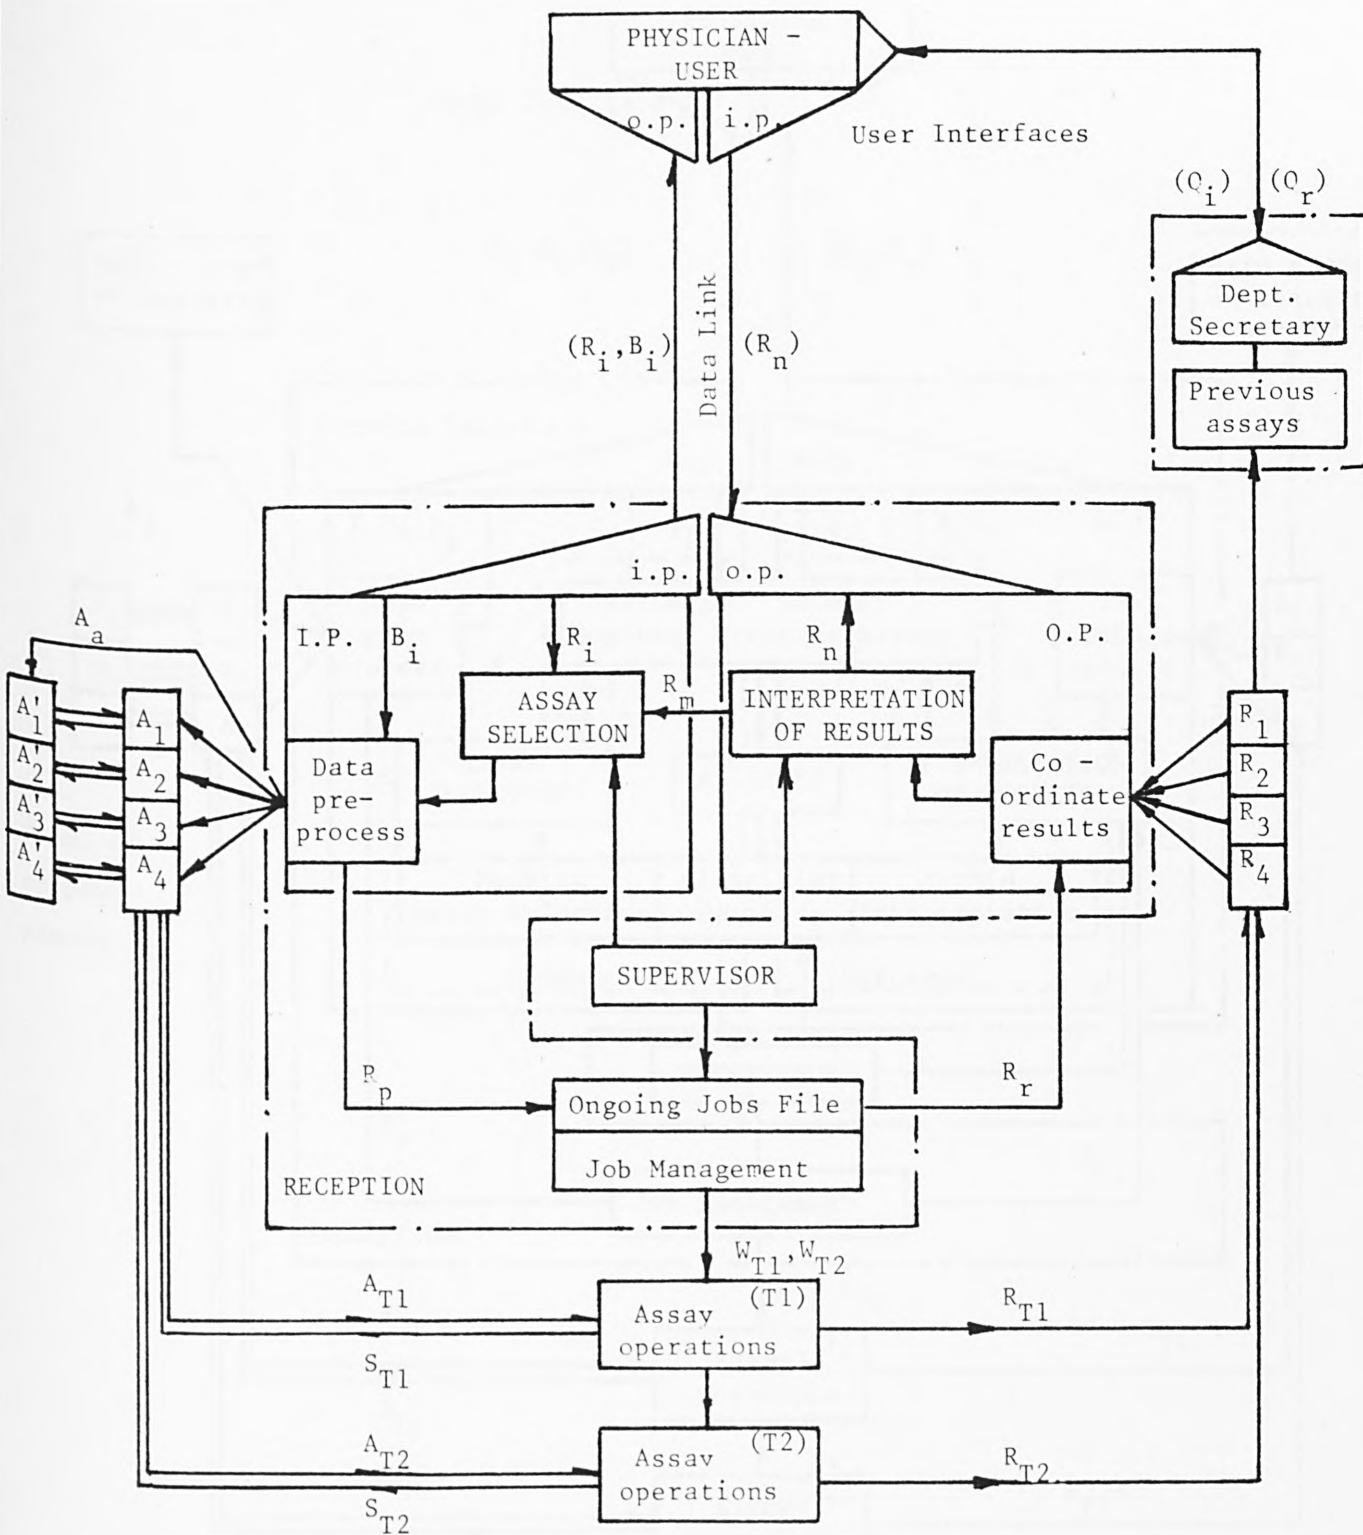 PHYSICIAN -
USER
o.p.
i.p.
User Interfaces
(Q_i)
(Q_r)
Dept.
Secretary
Previous
assays
(R_i,B_i)
Data Link
(R_n)
i.p.
o.p.
I.P.
B_i
R_i
R_n
O.P.
A_a
ASSAY
SELECTION
R_m
INTERPRETATION
OF RESULTS
A'_1
A'_2
A'_3
A'_4
A_1
A_2
A_3
A_4
Data
pre-
process
Co -
ordinate
results
R_1
R_2
R_3
R_4
SUPERVISOR
R_p
Ongoing Jobs File
R_r
Job Management
RECEPTION
W_T1,W_T2
A_T1
(T1)
Assay
operations
R_T1
S_T1
A_T2
(T2)
Assay
operations
R_T2
S_T2